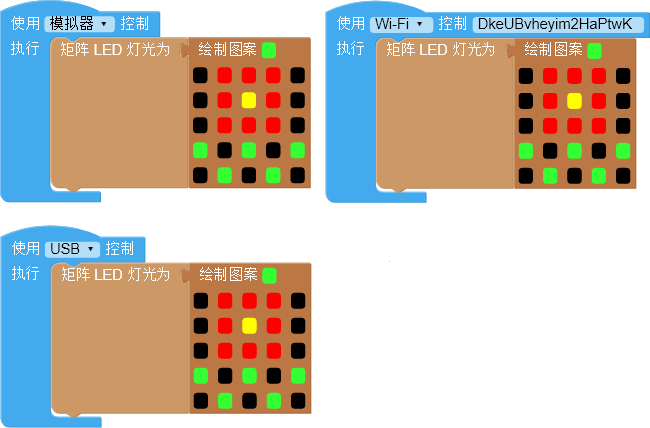 使用 模拟器 控制
执行 矩阵 LED 灯光为 绘制图案
使用 Wi-Fi 控制 DkeUBvheyim2HaPtwK
执行 矩阵 LED 灯光为 绘制图案
使用 USB 控制
执行 矩阵 LED 灯光为 绘制图案